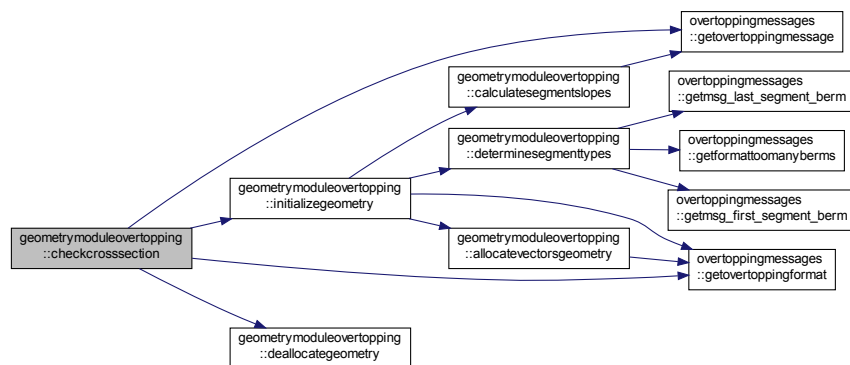 geometrymoduleovertopping
::checkcrosssection
geometrymoduleovertopping
::initializegeometry
geometrymoduleovertopping
::deallocategeometry
geometrymoduleovertopping
::calculatesegmentslopes
geometrymoduleovertopping
::determinesegmenttypes
geometrymoduleovertopping
::allocatevectorsgeometry
overtoppingmessages
::getovertoppingmessage
overtoppingmessages
::getmsg_last_segment_berm
overtoppingmessages
::getformattoomanyberms
overtoppingmessages
::getmsg_first_segment_berm
overtoppingmessages
::getovertoppingformat